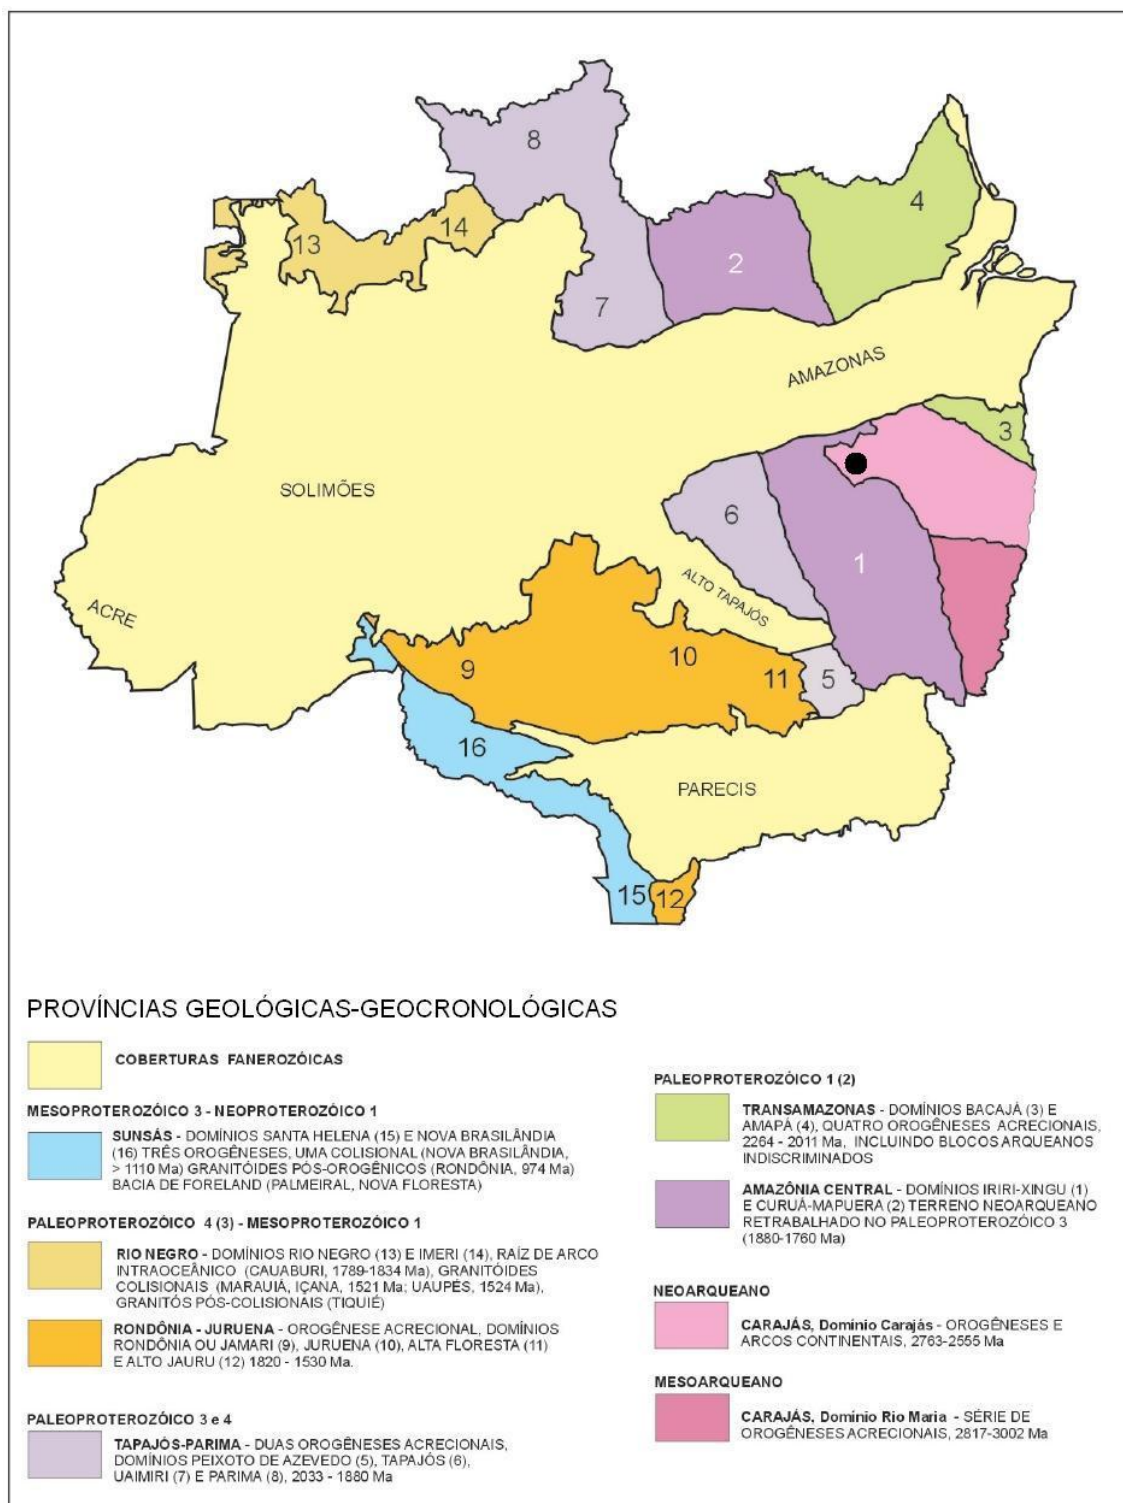 8
4
13
14
2
7
AMAZONAS
3
SOLIMÕES
6
1
ALTO TAPAJÓS
ACRE
9
10
11
5
16
PARECIS
15
12
PROVÍNCIAS GEOLÓGICAS-GEOCRONOLÓGICAS
COBERTURAS FANEROZÓICAS
MESOPROTEROZÓICO 3 - NEOPROTEROZÓICO 1
SUNSÁS - DOMÍNIOS SANTA HELENA (15) E NOVA BRASILÂNDIA
(16) TRÊS OROGÊNESES, UMA COLISIONAL (NOVA BRASILÂNDIA,
> 1110 Ma) GRANITÓIDES PÓS-OROGÊNICOS (RONDÔNIA, 974 Ma)
BACIA DE FORELAND (PALMEIRAL, NOVA FLORESTA)
PALEOPROTEROZÓICO 4 (3) - MESOPROTEROZÓICO 1
RIO NEGRO - DOMÍNIOS RIO NEGRO (13) E IMERI (14), RAÍZ DE ARCO
INTRAOCEÂNICO (CAUABURI, 1789-1834 Ma), GRANITÓIDES
COLISIONAIS (MARAUIÁ, IÇANA, 1521 Ma; UAUPÉS, 1524 Ma),
GRANITÓS PÓS-COLISIONAIS (TIQUIÉ)
RONDÔNIA - JURUENA - OROGÊNESE ACRECIONAL, DOMÍNIOS
RONDÔNIA OU JAMARI (9), JURUENA (10), ALTA FLORESTA (11)
E ALTO JAURU (12) 1820 - 1530 Ma.
PALEOPROTEROZÓICO 3 e 4
TAPAJÓS-PARIMA - DUAS OROGÊNESES ACRECIONAIS,
DOMÍNIOS PEIXOTO DE AZEVEDO (5), TAPAJÓS (6),
UAIMIRI (7) E PARIMA (8), 2033 - 1880 Ma
PALEOPROTEROZÓICO 1 (2)
TRANSAMAZONAS - DOMÍNIOS BACAJÁ (3) E
AMAPÁ (4), QUATRO OROGÊNESES ACRECIONAIS,
2264 - 2011 Ma, INCLUINDO BLOCOS ARQUEANOS
INDISCRIMINADOS
AMAZÔNIA CENTRAL - DOMÍNIOS IRIRI-XINGU (1)
E CURUÁ-MAPUERA (2) TERRENO NEOARQUEANO
RETRABALHADO NO PALEOPROTEROZÓICO 3
(1880-1760 Ma)
NEOARQUEANO
CARAJÁS, Domínio Carajás - OROGÊNESES E
ARCOS CONTINENTAIS, 2763-2555 Ma
MESOARQUEANO
CARAJÁS, Domínio Rio Maria - SÉRIE DE
OROGÊNESES ACRECIONAIS, 2817-3002 Ma